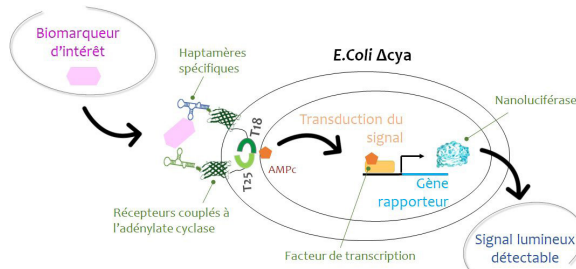 Biomarqueur
d'intérêt
Haptamères
spécifiques
E.Coli Δcya
Nanoluciférase
T18
Transduction du
signal
T25
AMPc
Gène
rapporteur
Récepteurs couplés à
l'adénylate cyclase
Facteur de transcription
Signal lumineux
détectable